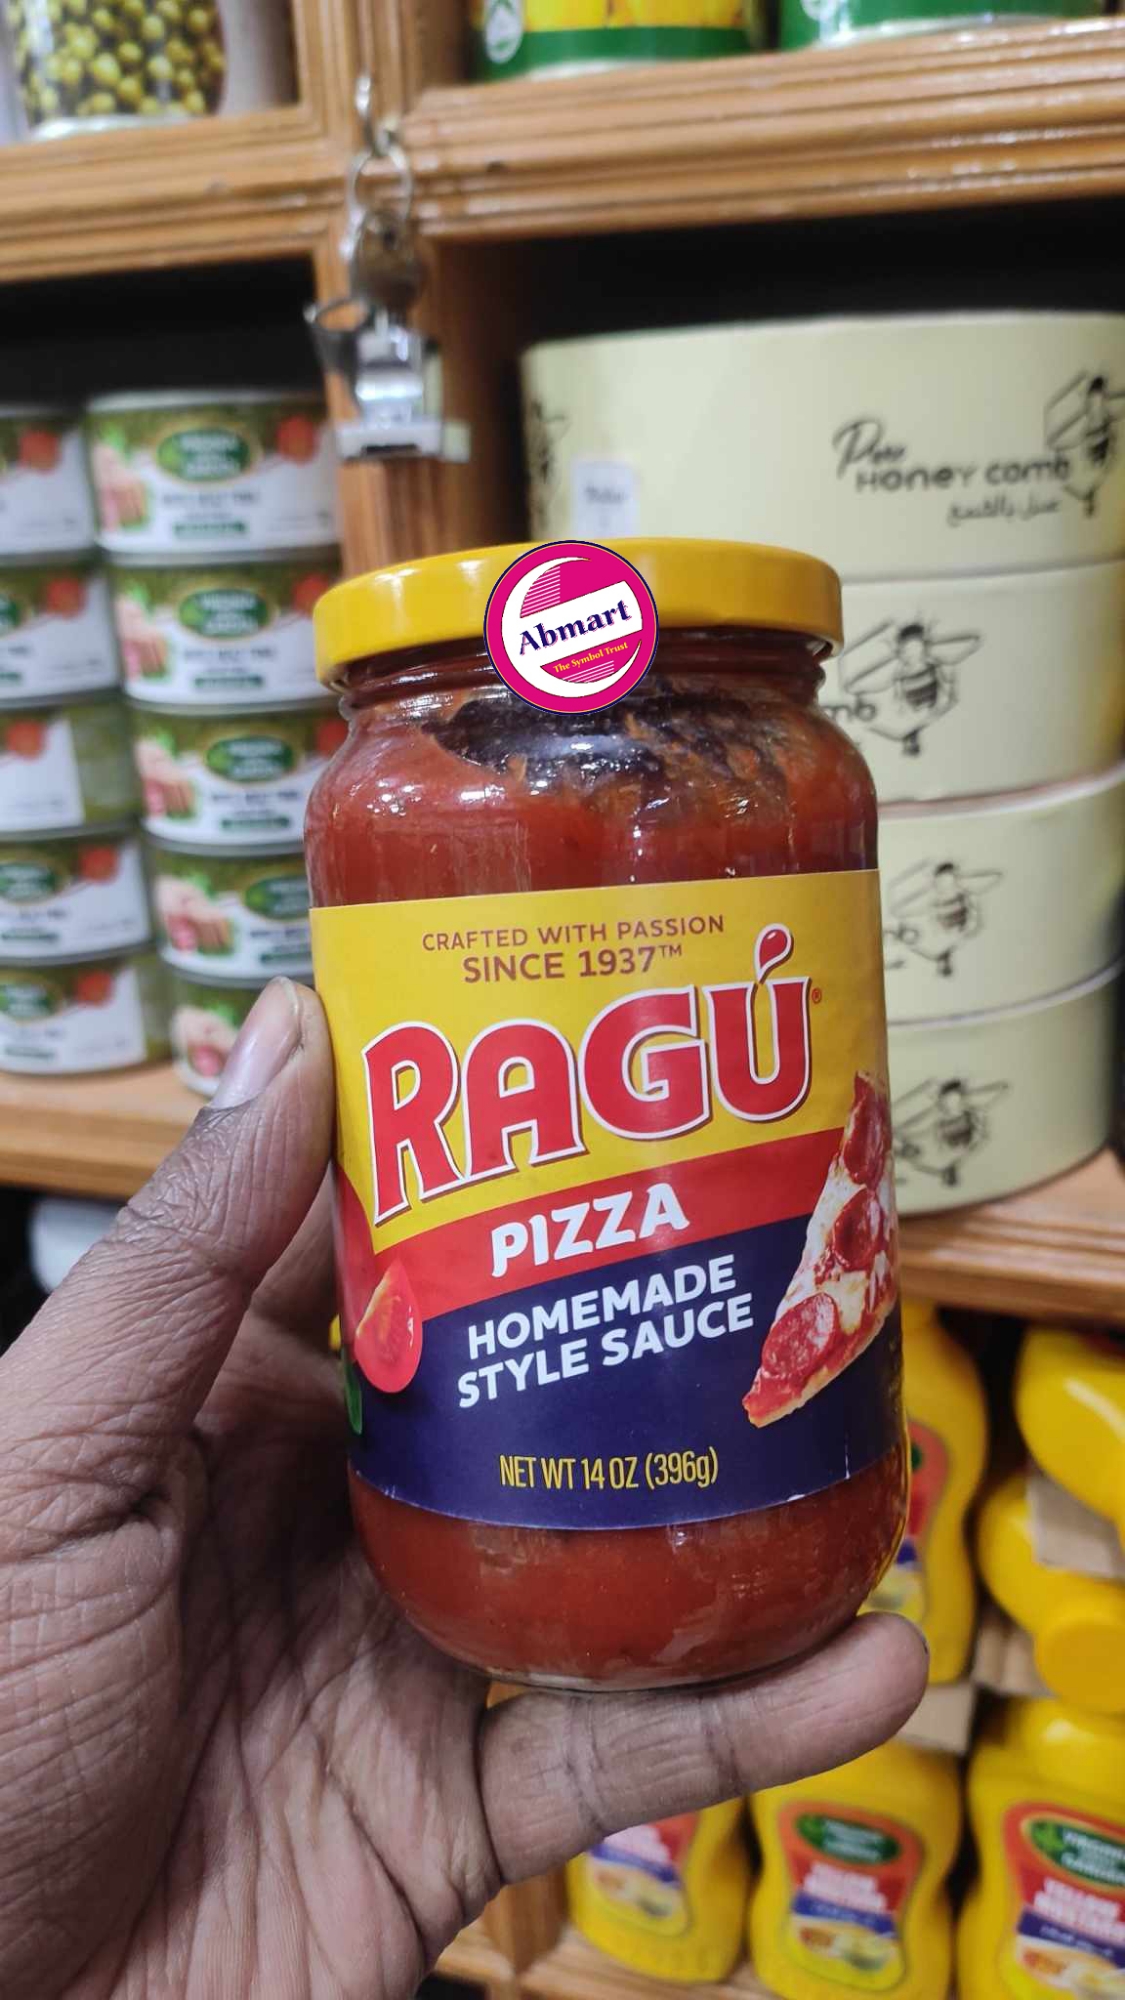 Pure
HONEY comb
عسل بالشمع
Abmart
The Symbol Trust
CRAFTED WITH PASSION
SINCE 1937™
RAGÚ®
PIZZA
HOMEMADE
STYLE SAUCE
NET WT 14 OZ (396g)